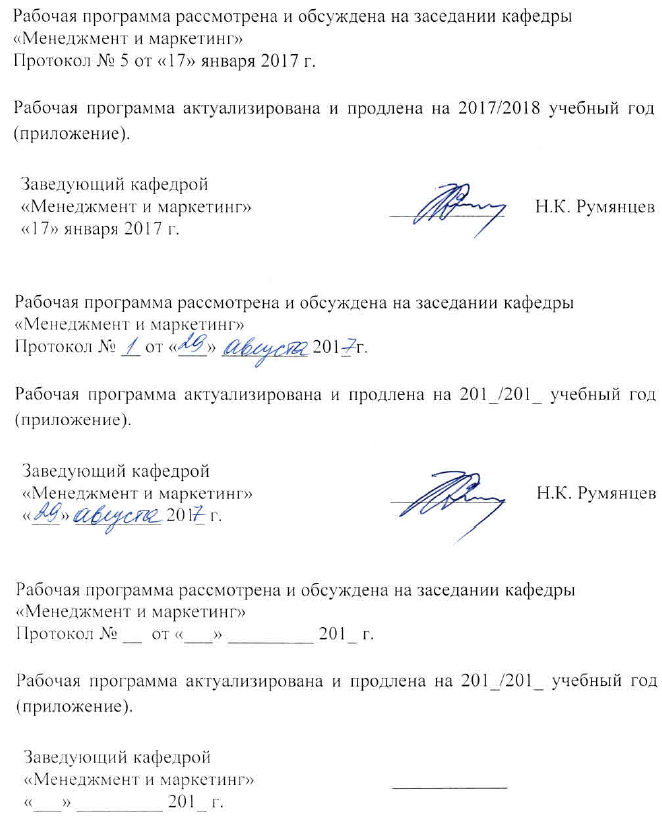 Рабочая программа рассмотрена и обсуждена на заседании кафедры
«Менеджмент и маркетинг»
Протокол № 5 от «17» января 2017 г.
Рабочая программа актуализирована и продлена на 2017/2018 учебный год
(приложение).
Заведующий кафедрой
«Менеджмент и маркетинг» ____________ Н.К. Румянцев
«17» января 2017 г.
Рабочая программа рассмотрена и обсуждена на заседании кафедры
«Менеджмент и маркетинг»
Протокол № 1 от «29» августа 2017 г.
Рабочая программа актуализирована и продлена на 201_/201_ учебный год
(приложение).
Заведующий кафедрой
«Менеджмент и маркетинг» ____________ Н.К. Румянцев
«29» августа 2017 г.
Рабочая программа рассмотрена и обсуждена на заседании кафедры
«Менеджмент и маркетинг»
Протокол № __ от «___» _________ 201_ г.
Рабочая программа актуализирована и продлена на 201_/201_ учебный год
(приложение).
Заведующий кафедрой
«Менеджмент и маркетинг» ____________
«___» _________ 201_ г.